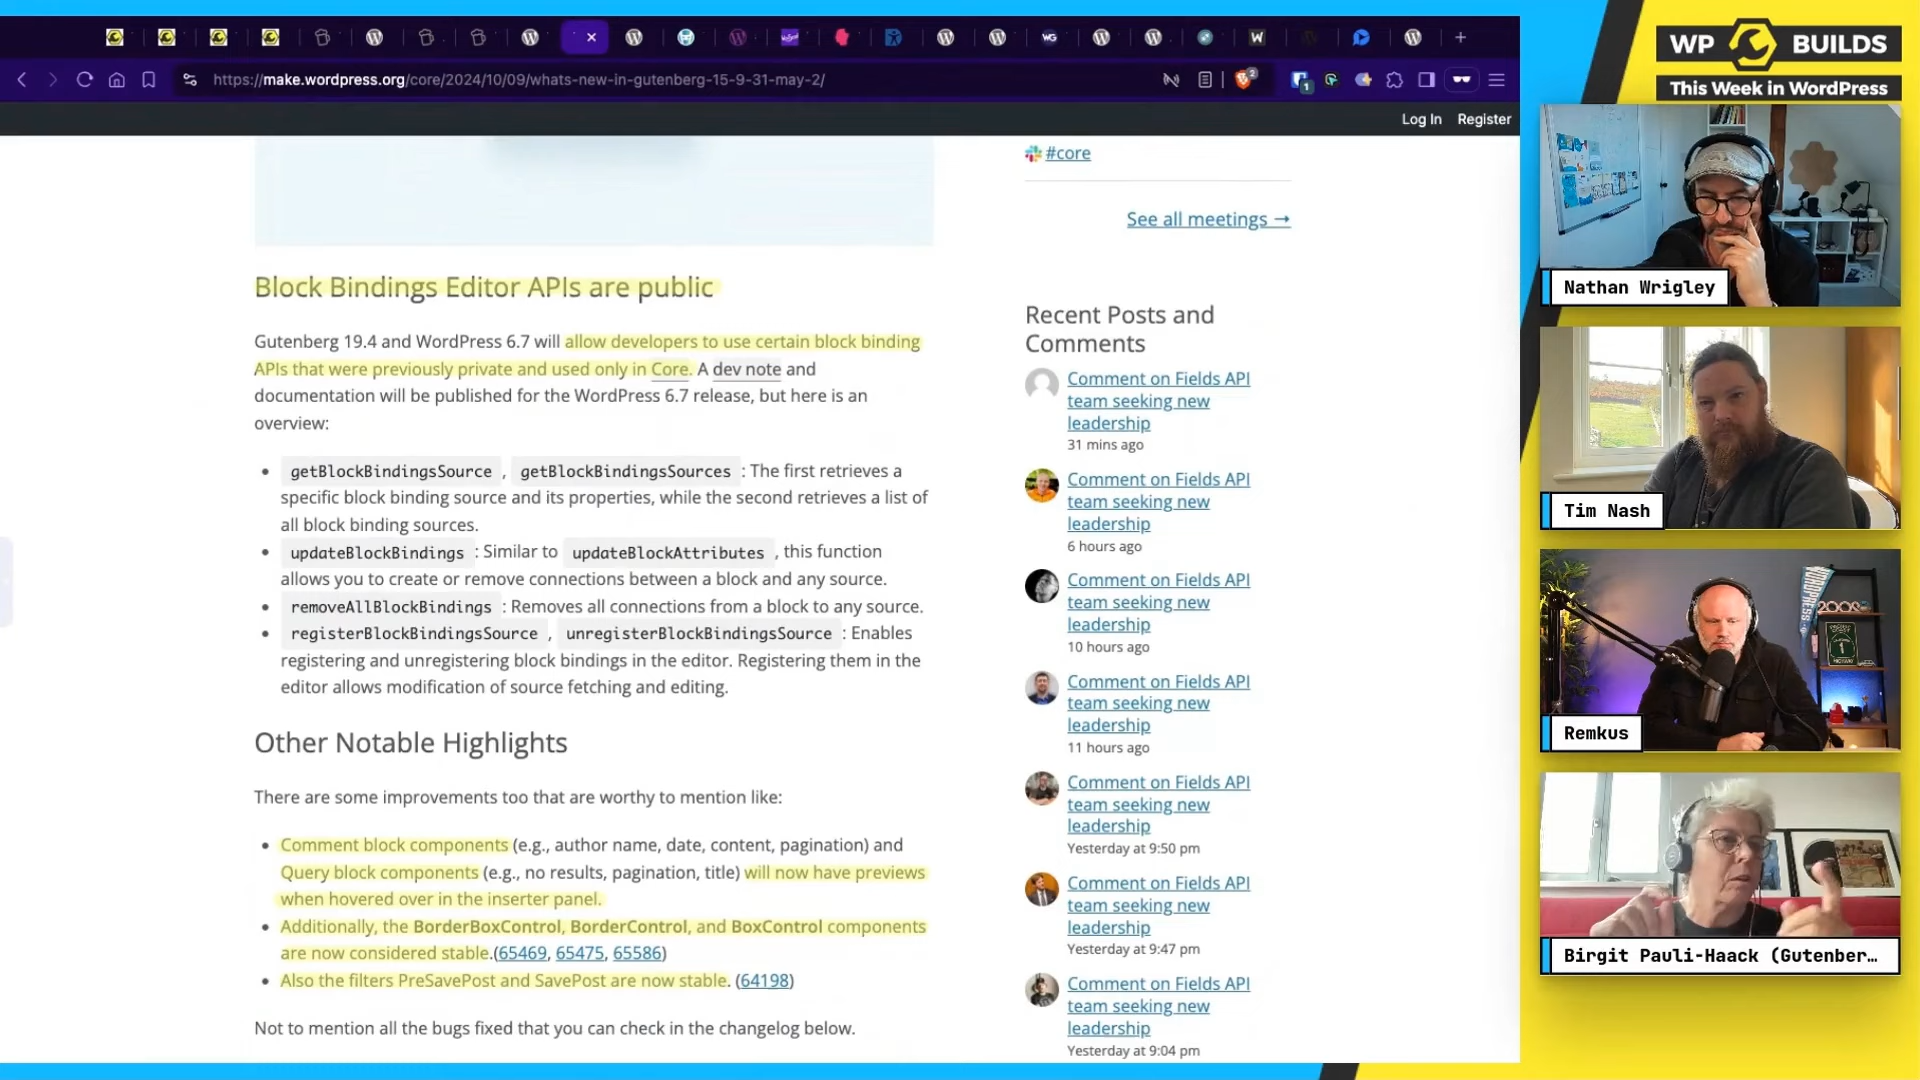 https://make.wordpress.org/core/2024/10/09/whats-new-in-gutenberg-15-9-31-may-2/
Log In Register
#core
See all meetings →
Block Bindings Editor APIs are public
Gutenberg 19.4 and WordPress 6.7 will allow developers to use certain block binding
APIs that were previously private and used only in Core. A dev note and
documentation will be published for the WordPress 6.7 release, but here is an
overview:
• getBlockBindingsSource , getBlockBindingsSources : The first retrieves a
specific block binding source and its properties, while the second retrieves a list of
all block binding sources.
• updateBlockBindings : Similar to updateBlockAttributes , this function
allows you to create or remove connections between a block and any source.
• removeAllBlockBindings : Removes all connections from a block to any source.
• registerBlockBindingsSource , unregisterBlockBindingsSource : Enables
registering and unregistering block bindings in the editor. Registering them in the
editor allows modification of source fetching and editing.
Other Notable Highlights
There are some improvements too that are worthy to mention like:
• Comment block components (e.g., author name, date, content, pagination) and
Query block components (e.g., no results, pagination, title) will now have previews
when hovered over in the inserter panel.
• Additionally, the BorderBoxControl, BorderControl, and BoxControl components
are now considered stable.(65469, 65475, 65586)
• Also the filters PreSavePost and SavePost are now stable. (64198)
Not to mention all the bugs fixed that you can check in the changelog below.
Recent Posts and
Comments
Comment on Fields API
team seeking new
leadership
31 mins ago
Comment on Fields API
team seeking new
leadership
6 hours ago
Comment on Fields API
team seeking new
leadership
10 hours ago
Comment on Fields API
team seeking new
leadership
11 hours ago
Comment on Fields API
team seeking new
leadership
Yesterday at 9:50 pm
Comment on Fields API
team seeking new
leadership
Yesterday at 9:47 pm
Comment on Fields API
team seeking new
leadership
Yesterday at 9:04 pm
WP BUILDS
This Week in WordPress
Nathan Wrigley
Tim Nash
Remkus
Birgit Pauli-Haack (Gutenber…